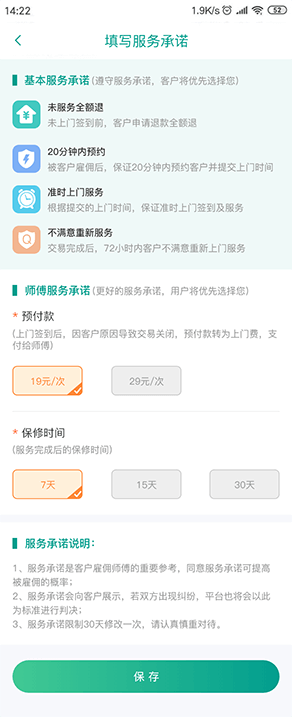 14:22
1.9K/s
52
填写服务承诺
基本服务承诺(遵守服务承诺，客户将优先选择您)
未服务全额退
未上门签到前，客户申请退款全额退
20分钟内预约
被客户雇佣后，保证20分钟内预约客户并提交上门时间
准时上门服务
根据提交的上门时间，保证准时上门签到及服务
不满意重新服务
交易完成后，72小时内客户不满意重新上门服务
师傅服务承诺(更好的服务承诺，用户将优先选择您)
* 预付款
(上门签到后，因客户原因导致交易关闭，预付款转为上门费，支
付给师傅)
19元/次
29元/次
* 保修时间
(服务完成后的保修时间)
7天
15天
30天
服务承诺说明：
1、服务承诺是客户雇佣师傅的重要参考，同意服务承诺可提高
被雇佣的概率；
2、服务承诺会向客户展示，若双方出现纠纷，平台也将会以此
为标准进行判决；
3、服务承诺限制30天修改一次，请认真慎重对待。
保存